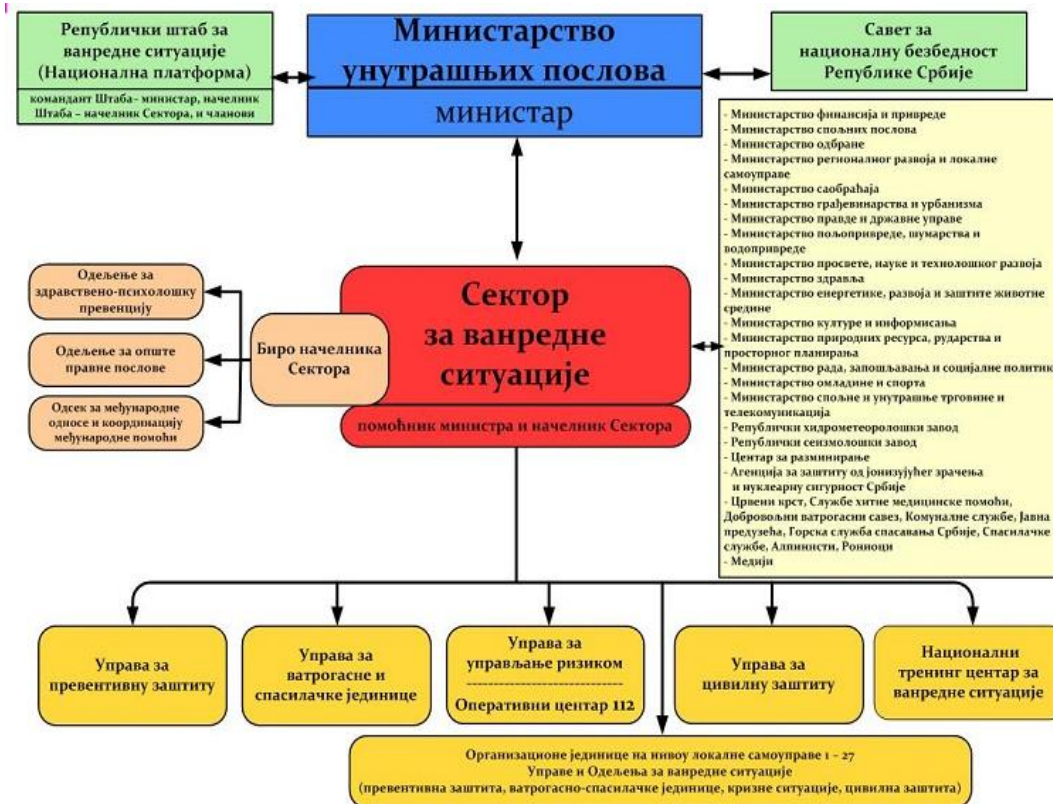 Републички штаб за
ванредне ситуације
(Национална платформа)
командант Штаба- министар, начелник
Штаба – начелник Сектора, и чланови
Министарство
унутрашњих послова
министар
Савет за
националну безбедност
Републике Србије
- Министарство финансија и привреде
- Министарство спољних послова
- Министарство одбране
- Министарство регионалног развоја и локалне
самоуправе
- Министарство саобраћаја
- Министарство грађевинарства и урбанизма
- Министарство правде и државне управе
- Министарство пољопривреде, шумарства и
водопривреде
- Министарство просвете, науке и технолошког развоја
- Министарство здравља
- Министарство енергетике, развоја и заштите животне
средине
- Министарство културе и информисања
- Министарство природних ресурса, рударства и
просторног планирања
- Министарство рада, запошљавања и социјалне политик
- Министарство омладине и спорта
- Министарство спољне и унутрашње трговине и
телекомуникација
- Републички хидрометеоролошки завод
- Републички сеизмолошки завод
- Центар за разминирање
- Агенција за заштиту од јонизујућег зрачења
и нуклеарну сигурност Србије
- Црвени крст, Службе хитне медицинске помоћи,
Добровољни ватрогасни савез, Комуналне службе, Јавна
предузећа, Горска служба спасавања Србије, Спасилачке
службе, Алпинисти, Рониоци
- Медији
Одељење за
здравствено-психолошку
превенцију
Одељење за опште
правне послове
Одсек за међународне
односе и координацију
међународне помоћи
Биро начелника
Сектора
Сектор
за ванредне
ситуације
помоћник министра и начелник Сектора
Управа за
превентивну заштиту
Управа за
ватрогасне и
спасилачке јединице
Управа за
управљање ризиком
------------------------------
Оперативни центар 112
Управа за
цивилну заштиту
Национални
тренинг центар за
ванредне ситуације
Организационе јединице на нивоу локалне самоуправе 1 - 27
Управе и Одељења за ванредне ситуације
(превентивна заштита, ватрогасно-спасилачке јединице, кризне ситуације, цивилна заштита)